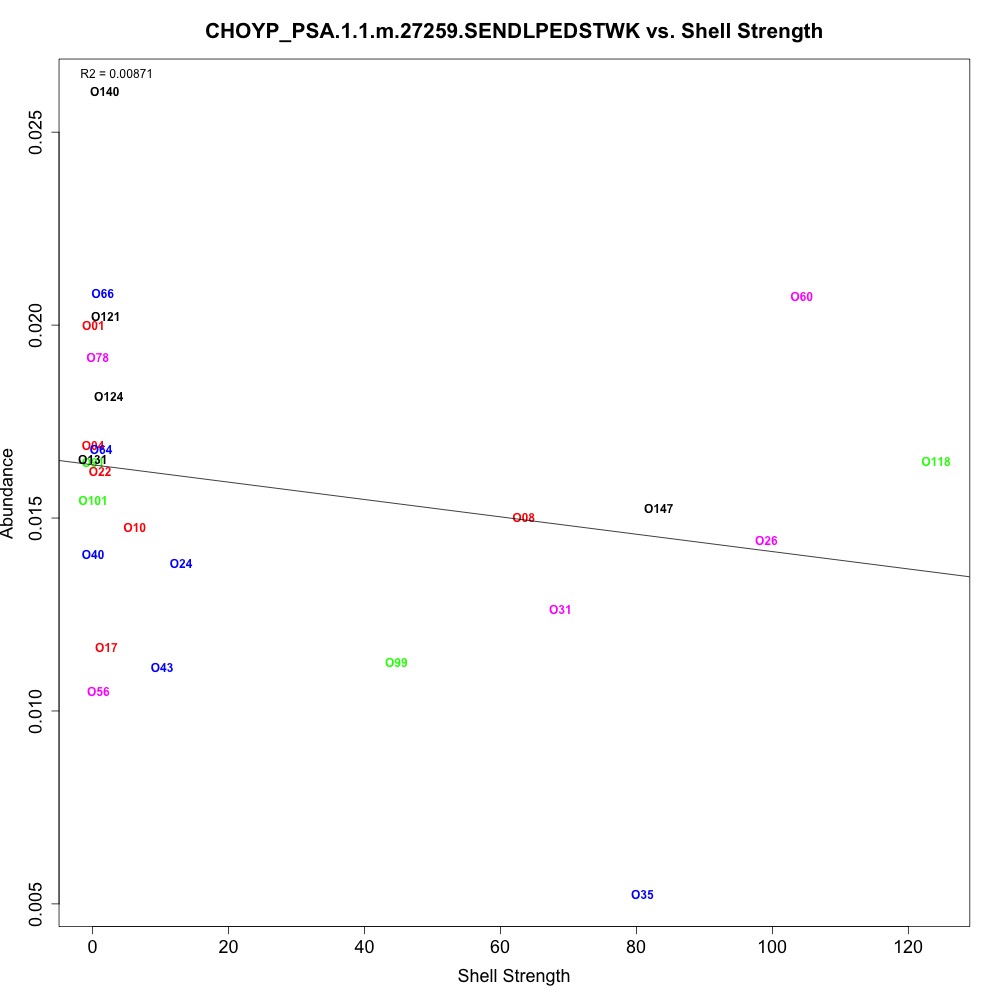 CHOYP_PSA.1.1.m.27259.SENDLPEDSTWK vs. Shell Strength
R2 = 0.00871
O140
0.025
O66
O60
O121
0.020
O01
O78
O124
O04
O64
O131
O118
O22
O101
O147
0.015
O08
O10
O26
O40
O24
O31
O17
O99
O43
O56
0.010
O35
0.005
Abundance
0 20 40 60 80 100 120
Shell Strength